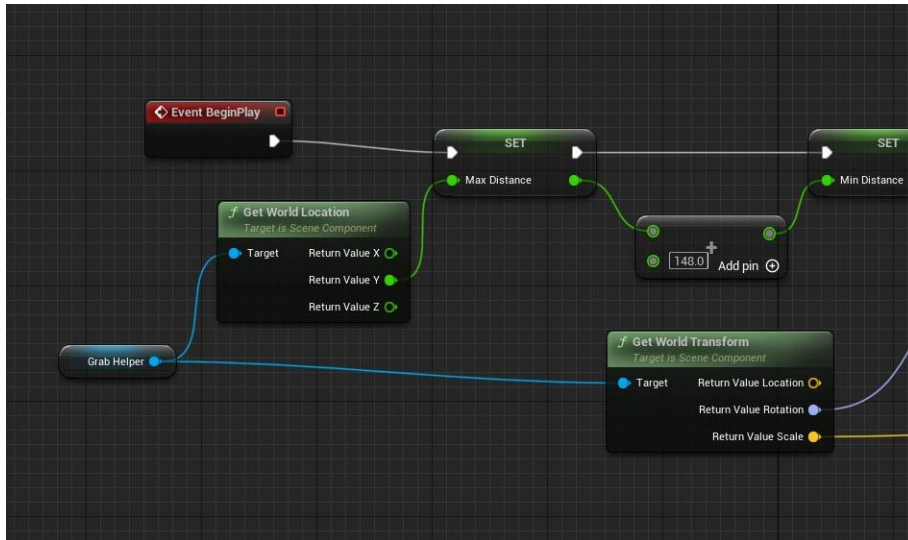 Event BeginPlay
SET
Max Distance
SET
Min Distance
f Get World Location
Target is Scene Component
Target
Return Value X
Return Value Y
Return Value Z
148.0
Add pin
Grab Helper
f Get World Transform
Target is Scene Component
Target
Return Value Location
Return Value Rotation
Return Value Scale